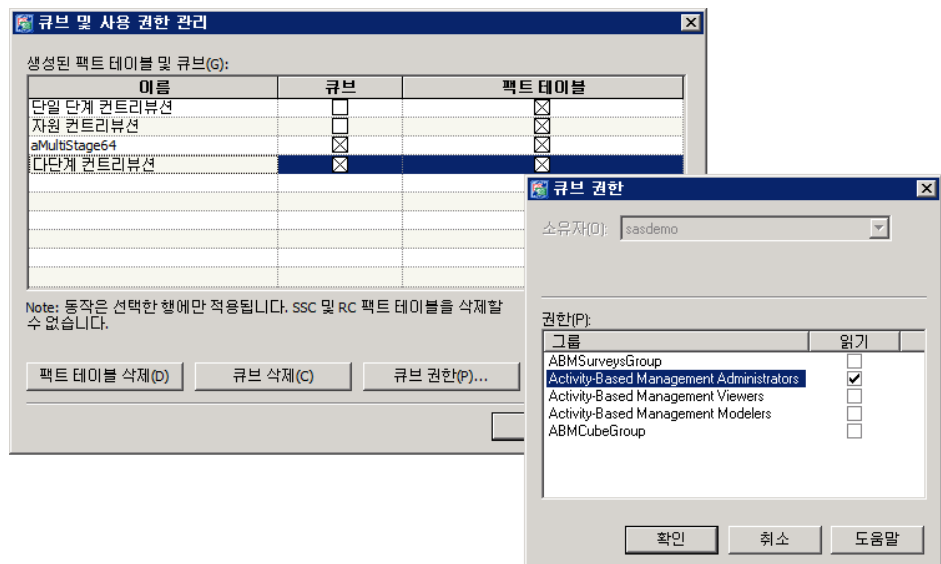 큐브 및 사용 권한 관리
생성된 팩트 테이블 및 큐브(G):
이름 큐브 팩트 테이블
단일 단계 컨트리뷰션
자원 컨트리뷰션
aMultiStage64
다단계 컨트리뷰션
Note: 동작은 선택한 행에만 적용됩니다. SSC 및 RC 팩트 테이블을 삭제할
수 없습니다.
팩트 테이블 삭제(D) 큐브 삭제(C) 큐브 권한(P)...
큐브 권한
소유자(O): sasdemo
권한(P):
그룹 읽기
ABMSurveysGroup
Activity-Based Management Administrators
Activity-Based Management Viewers
Activity-Based Management Modelers
ABMCubeGroup
확인 취소 도움말